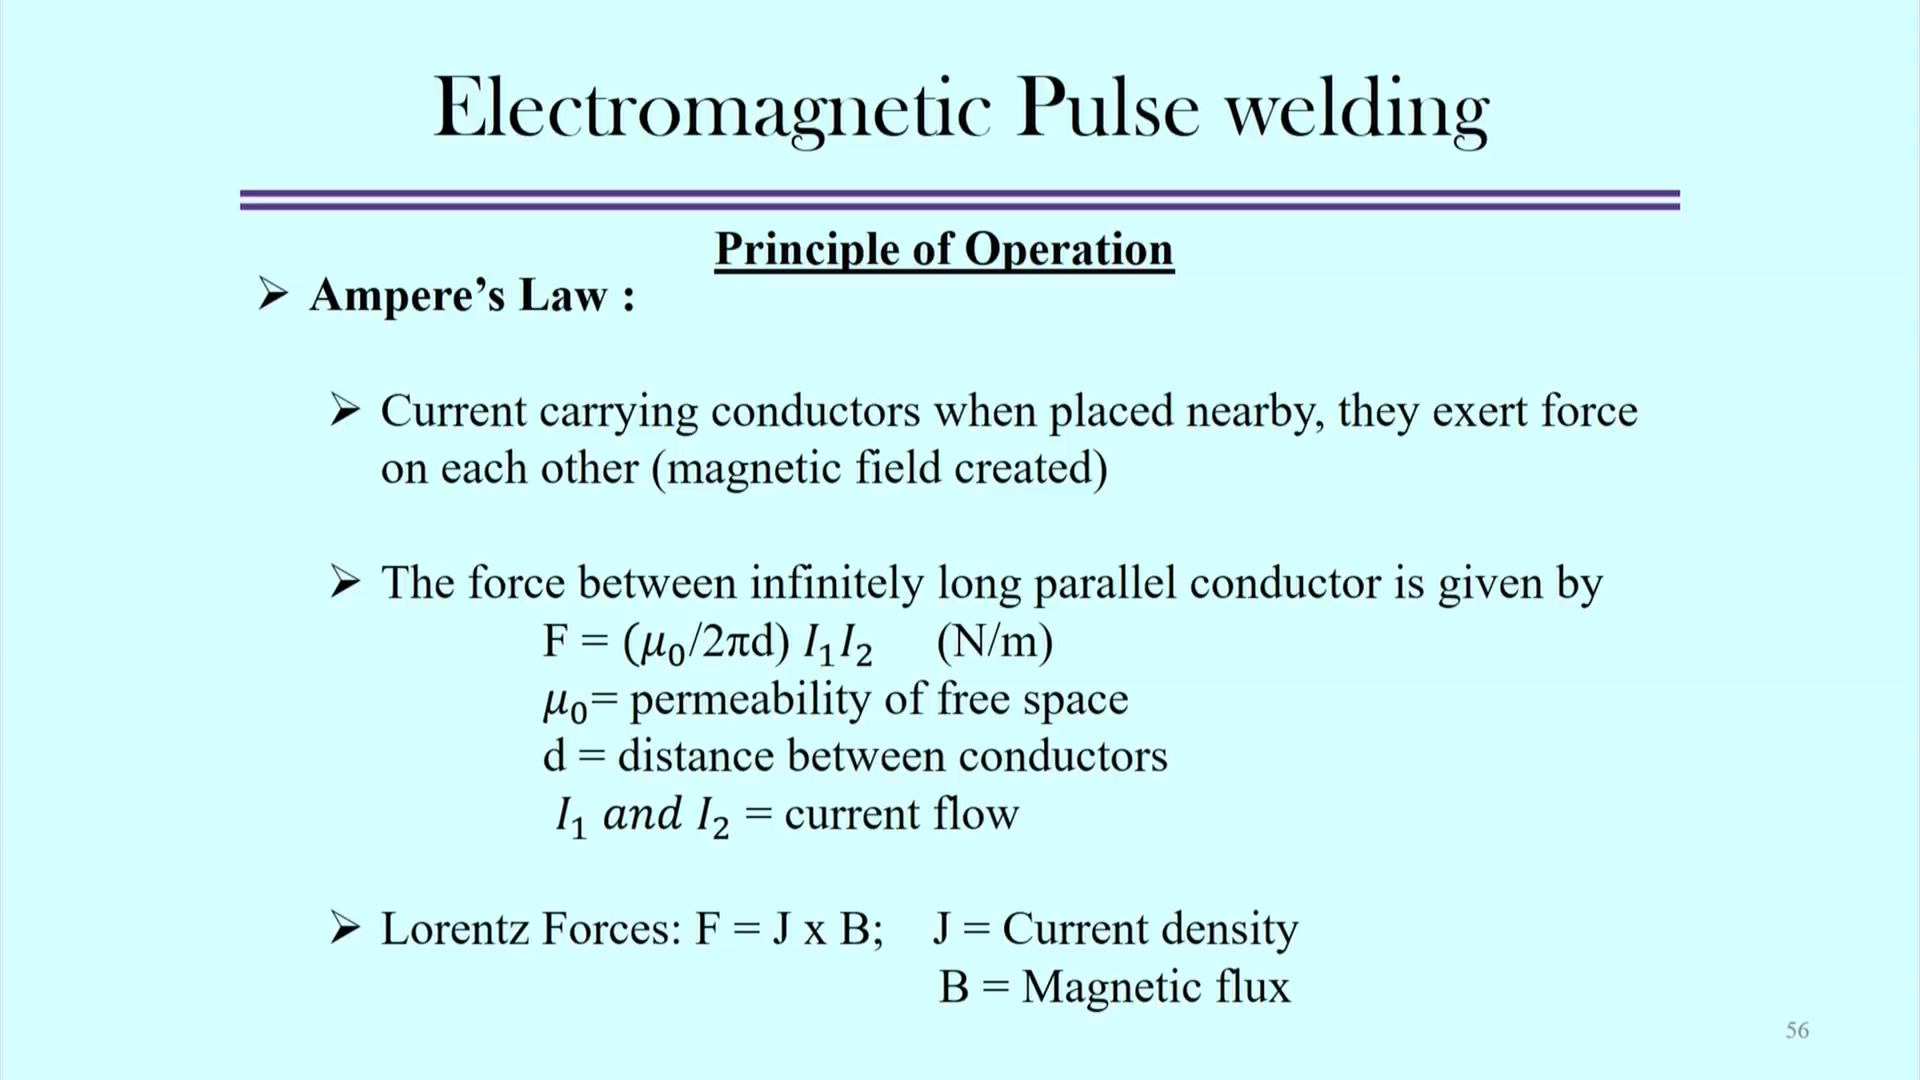 Electromagnetic Pulse welding
Principle of Operation
➢ Ampere’s Law :
➢ Current carrying conductors when placed nearby, they exert force
on each other (magnetic field created)
➢ The force between infinitely long parallel conductor is given by
F = (𝜇₀/2πd) 𝐼₁𝐼₂ (N/m)
𝜇₀= permeability of free space
d = distance between conductors
𝐼₁ 𝑎𝑛𝑑 𝐼₂ = current flow
➢ Lorentz Forces: F = J x B; J = Current density
B = Magnetic flux
56